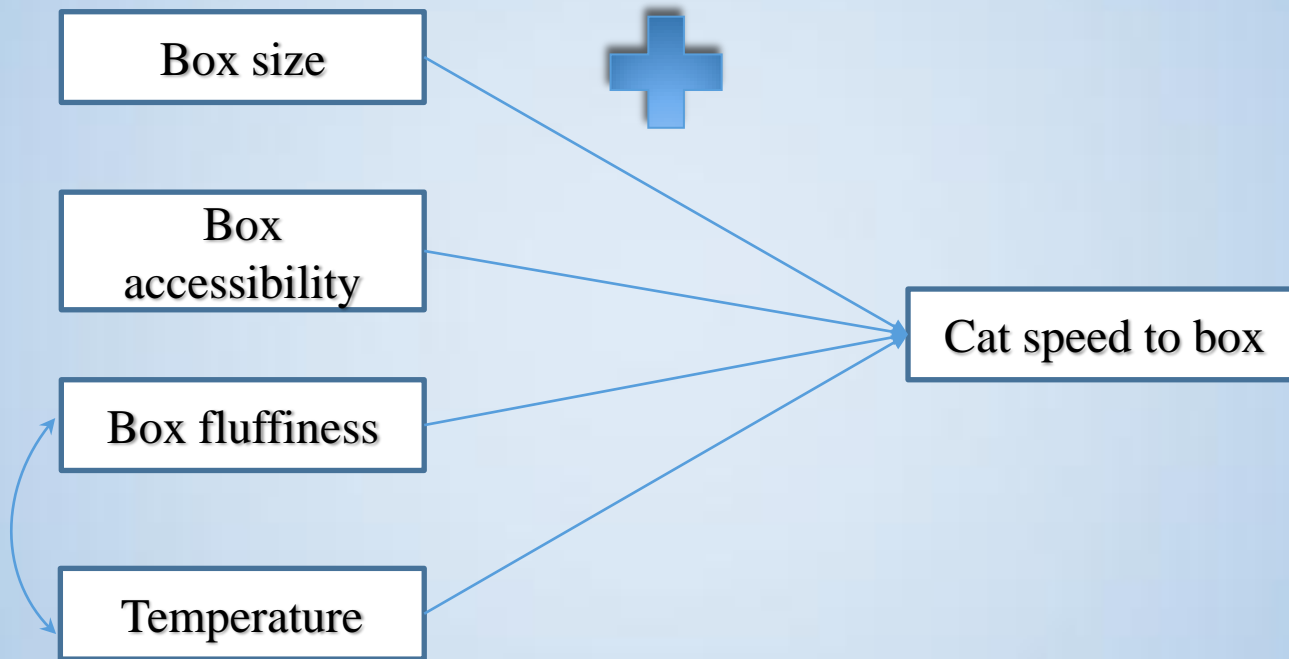 Box size
Box
accessibility
Cat speed to box
Box fluffiness
Temperature